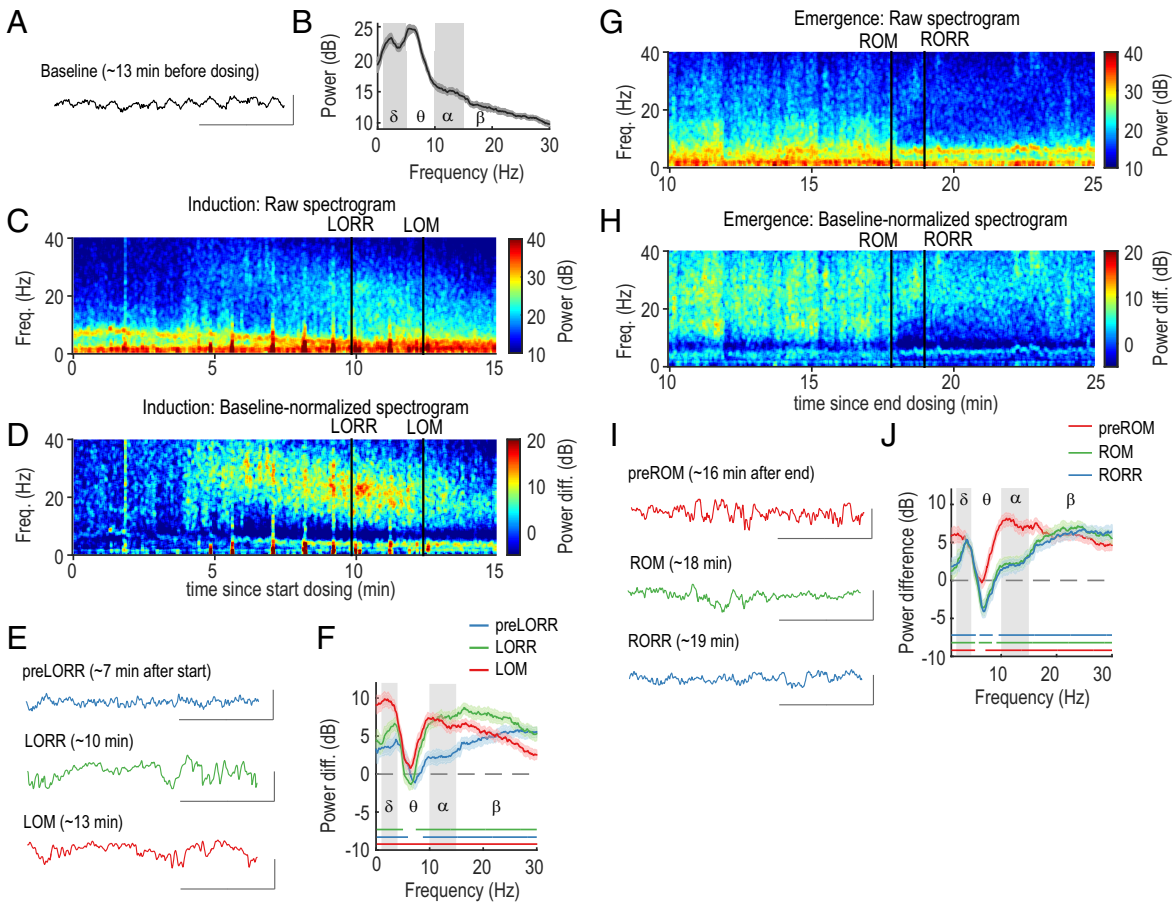 A
Baseline (~13 min before dosing)
B
Power (dB)
25
20
15
10
δ θ α β
0 10 20 30
Frequency (Hz)
C
Induction: Raw spectrogram
LORR LOM
Freq. (Hz)
40
20
0
0 5 10 15
40
30
20
10
Power (dB)
D
Induction: Baseline-normalized spectrogram
LORR LOM
Freq. (Hz)
40
20
0
0 5 10 15
time since start dosing (min)
20
10
0
Power diff. (dB)
E
preLORR (~7 min after start)
LORR (~10 min)
LOM (~13 min)
F
preLORR
LORR
LOM
Power diff. (dB)
10
5
0
-5
-10
δ θ α β
0 10 20 30
Frequency (Hz)
G
Emergence: Raw spectrogram
ROM RORR
Freq. (Hz)
40
20
0
10 15 20 25
40
30
20
10
Power (dB)
H
Emergence: Baseline-normalized spectrogram
ROM RORR
Freq. (Hz)
40
20
0
10 15 20 25
time since end dosing (min)
20
10
0
Power diff. (dB)
I
preROM (~16 min after end)
ROM (~18 min)
RORR (~19 min)
J
preROM
ROM
RORR
Power difference (dB)
10
5
0
-5
-10
δ θ α β
10 20 30
Frequency (Hz)